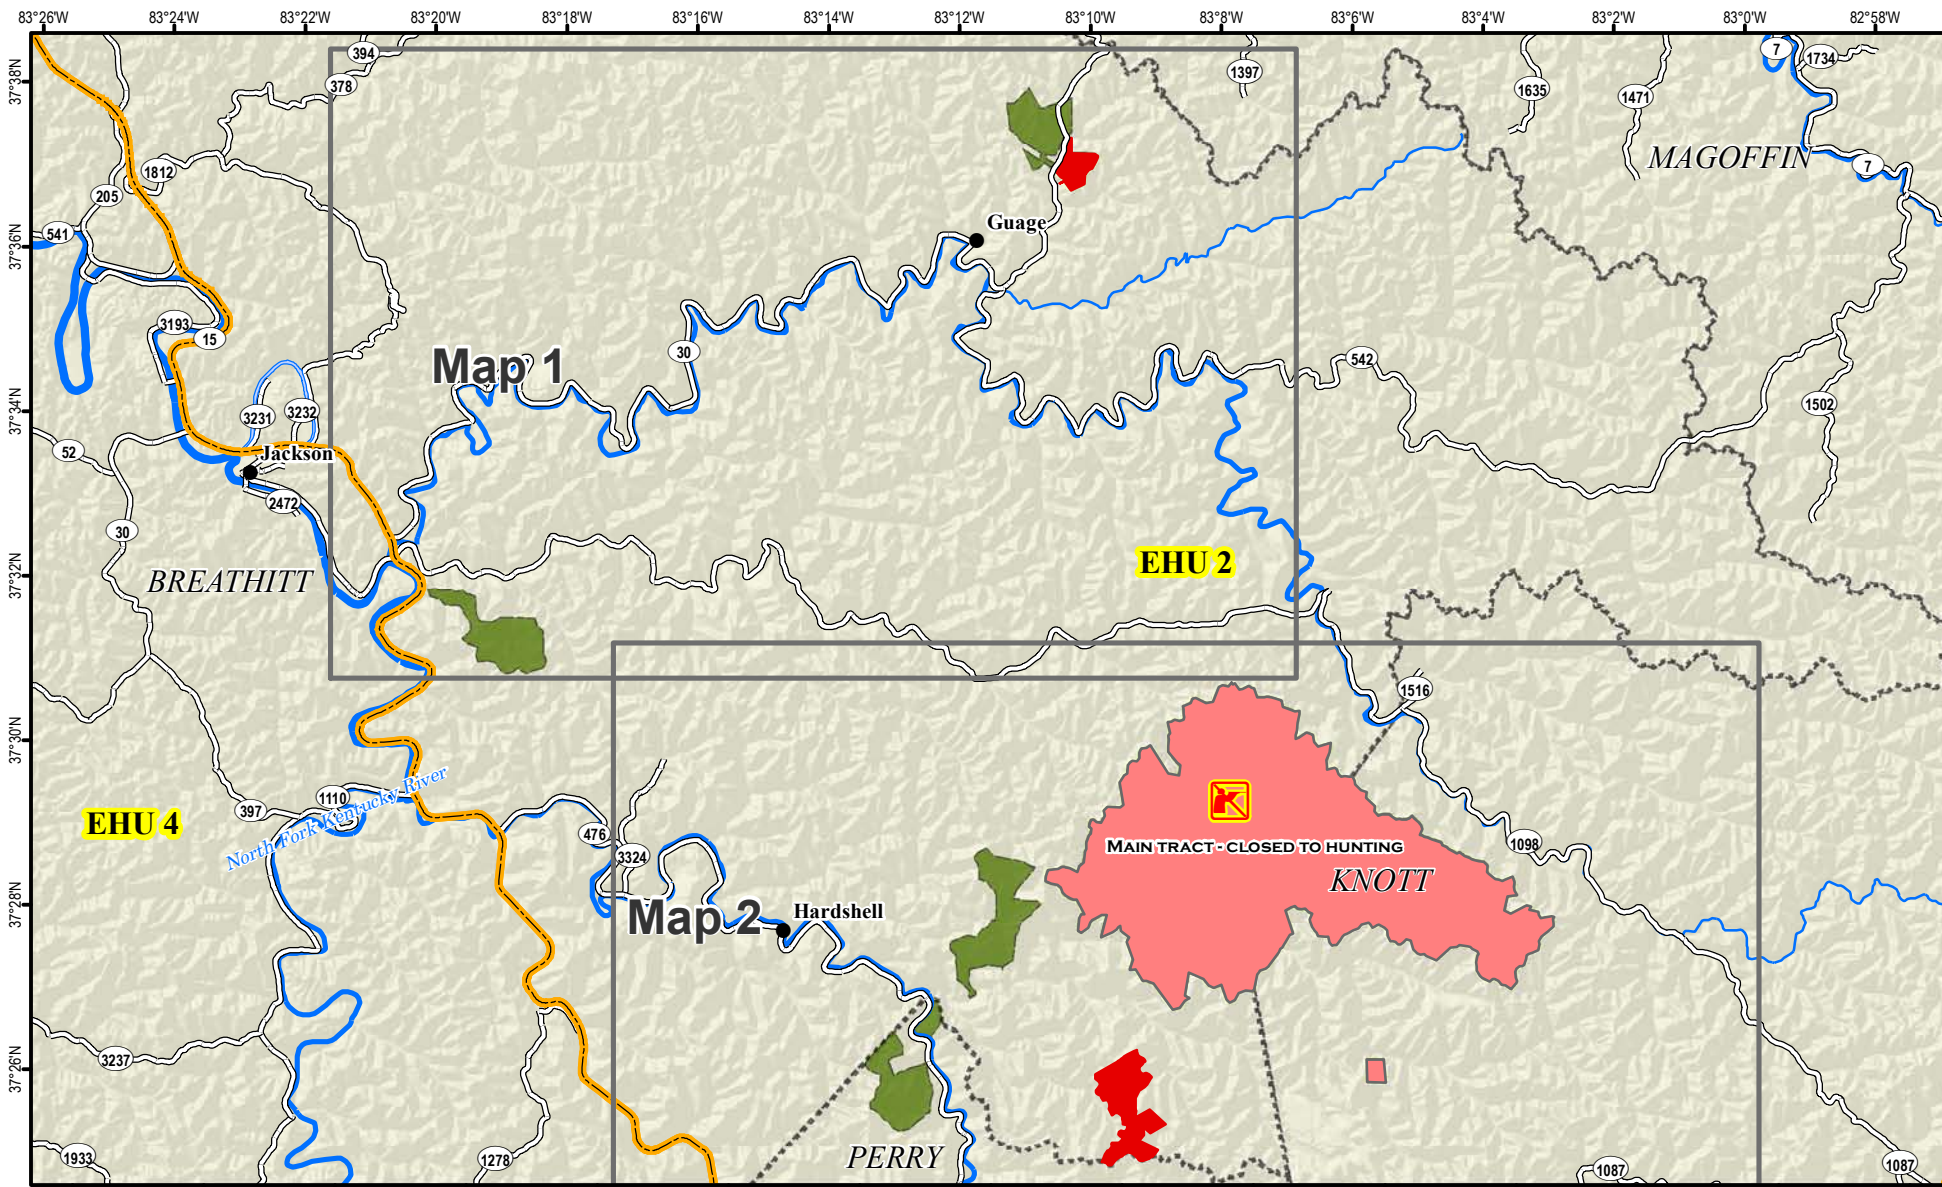 83°26'W 83°24'W 83°22'W 83°20'W 83°18'W 83°16'W 83°14'W 83°12'W 83°10'W 83°8'W 83°6'W 83°4'W 83°2'W 83°0'W 82°58'W
37°38'N
37°36'N
37°34'N
37°32'N
37°30'N
37°28'N
37°26'N
394
378
1397
1635
1471
7
1734
MAGOFFIN
7
1812
205
541
Guage
3193
15
30
Map 1
542
1502
3231
3232
52
Jackson
2472
30
BREATHITT
EHU 2
1516
397
1110
North Fork Kentucky River
EHU 4
476
3324
MAIN TRACT - CLOSED TO HUNTING
KNOTT
1098
Map 2
Hardshell
3237
1933
1278
PERRY
1087
1087